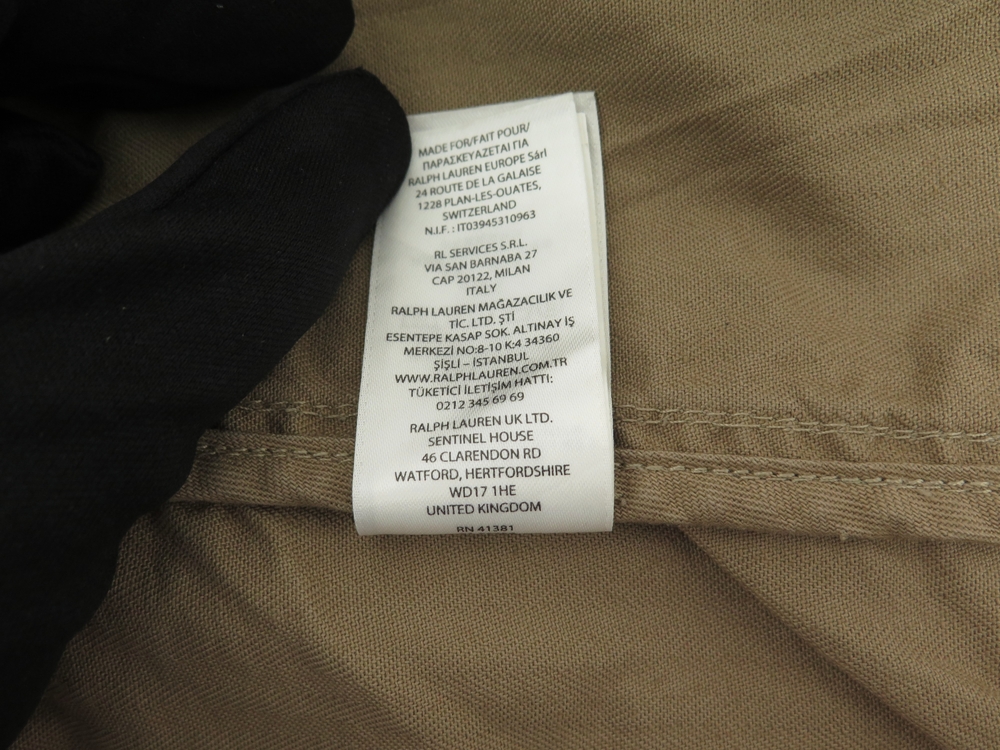 MADE FOR/FAIT POUR/
ΠΑΡΑΣΚΕΥΑΖΕΤΑΙ ΓΙΑ
RALPH LAUREN EUROPE Sárl
24 ROUTE DE LA GALAISE
1228 PLAN-LES-OUATES,
SWITZERLAND
N.I.F. : IT03945310963
RL SERVICES S.R.L.
VIA SAN BARNABA 27
CAP 20122, MILAN
ITALY
RALPH LAUREN MAĞAZACILIK VE
TİC. LTD. ŞTİ
ESENTEPE KASAP SOK. ALTINAY İŞ
MERKEZİ NO:8-10 K:4 34360
ŞİŞLİ – İSTANBUL
WWW.RALPHLAUREN.COM.TR
TÜKETİCİ İLETİŞİM HATTI:
0212 345 69 69
RALPH LAUREN UK LTD.
SENTINEL HOUSE
46 CLARENDON RD
WATFORD, HERTFORDSHIRE
WD17 1HE
UNITED KINGDOM
RN 41381